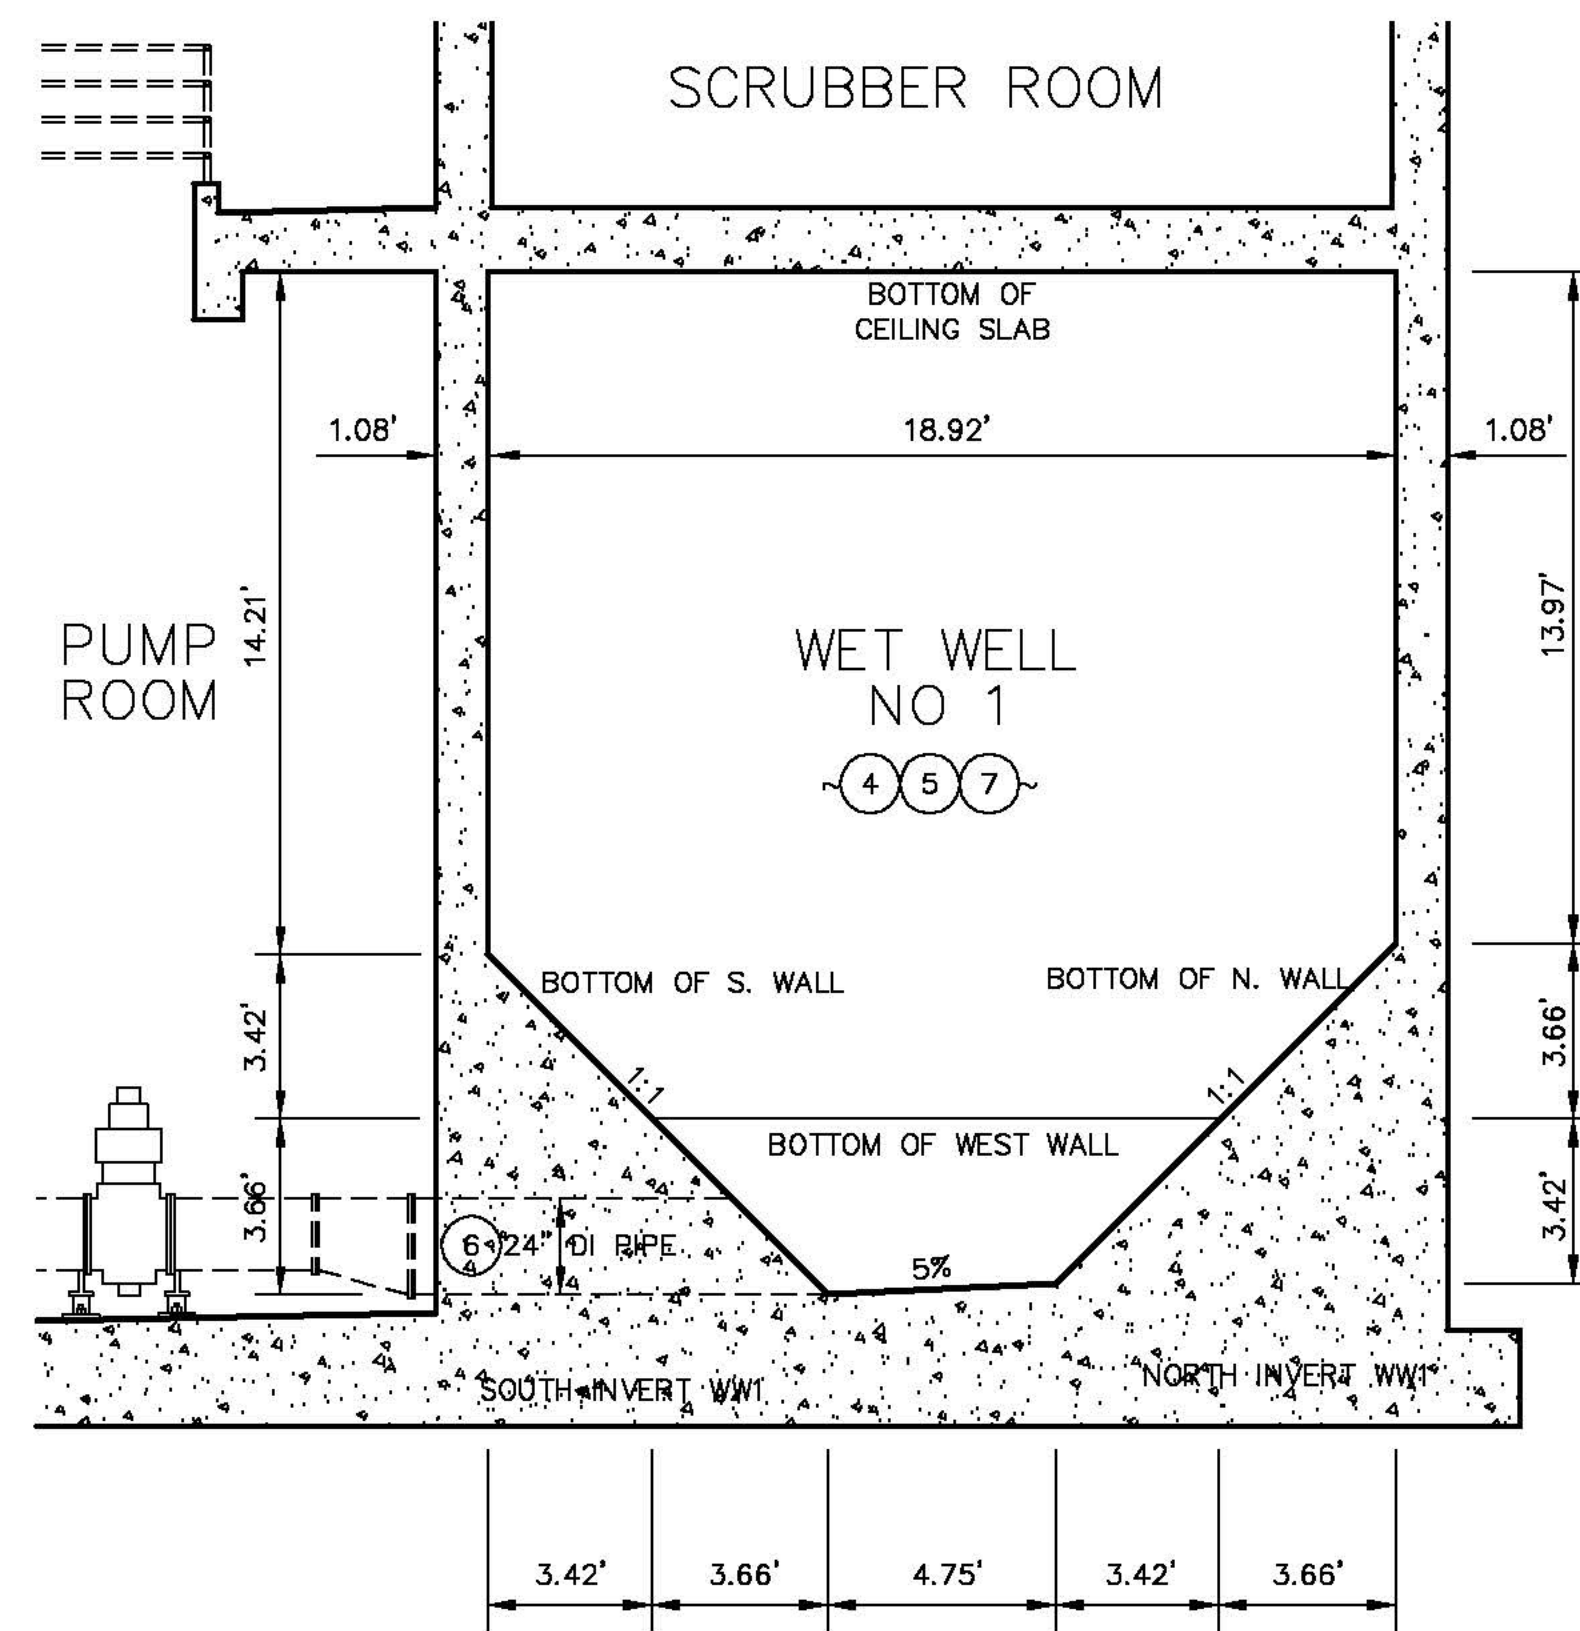 SCRUBBER ROOM
BOTTOM OF
CEILING SLAB
1.08'
18.92'
1.08'
14.21'
13.97'
PUMP
ROOM
WET WELL
NO 1
4 5 7
BOTTOM OF S. WALL
BOTTOM OF N. WALL
3.42'
3.66'
1:1
1:1
BOTTOM OF WEST WALL
3.66'
3.42'
6 24" DI PIPE
5%
SOUTH INVERT WW1
NORTH INVERT WW1
3.42'
3.66'
4.75'
3.42'
3.66'